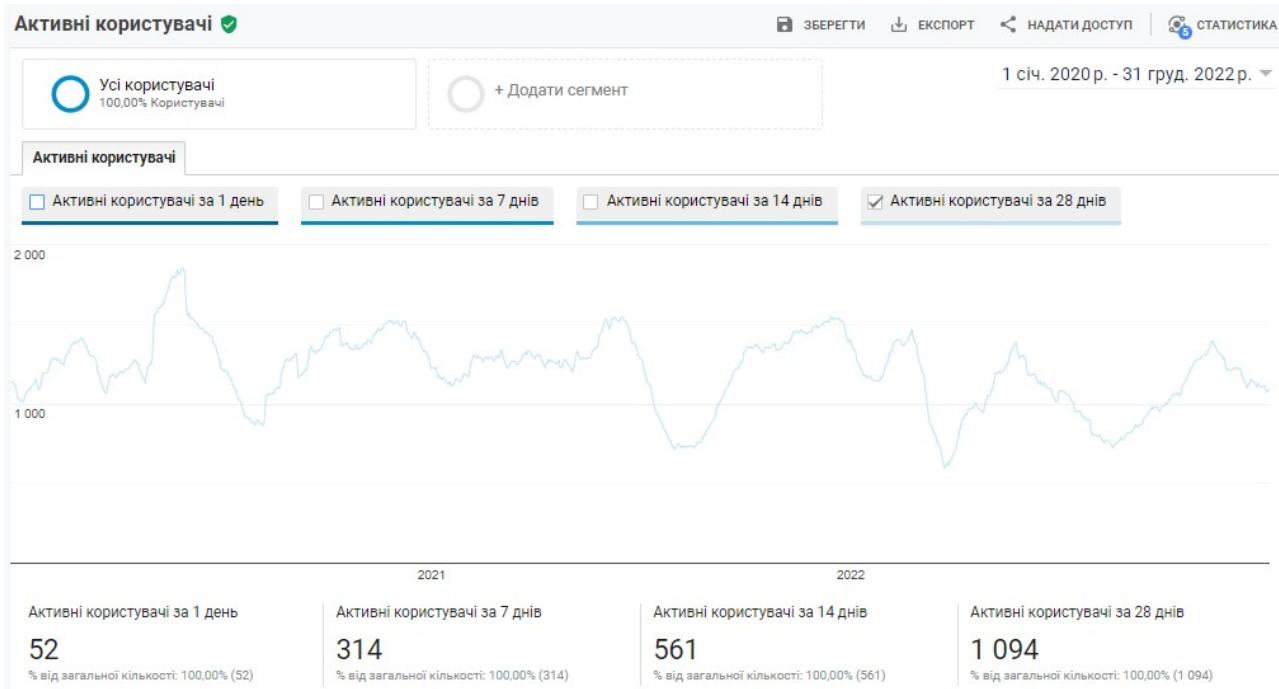 Активні користувачі
ЗБЕРЕГТИ
ЕКСПОРТ
НАДАТИ ДОСТУП
5
СТАТИСТИКА
Усі користувачі
100,00% Користувачі
+ Додати сегмент
1 січ. 2020 р. - 31 груд. 2022 р.
Активні користувачі
Активні користувачі за 1 день
Активні користувачі за 7 днів
Активні користувачі за 14 днів
Активні користувачі за 28 днів
2 000
1 000
2021
2022
Активні користувачі за 1 день
52
% від загальної кількості: 100,00% (52)
Активні користувачі за 7 днів
314
% від загальної кількості: 100,00% (314)
Активні користувачі за 14 днів
561
% від загальної кількості: 100,00% (561)
Активні користувачі за 28 днів
1 094
% від загальної кількості: 100,00% (1 094)